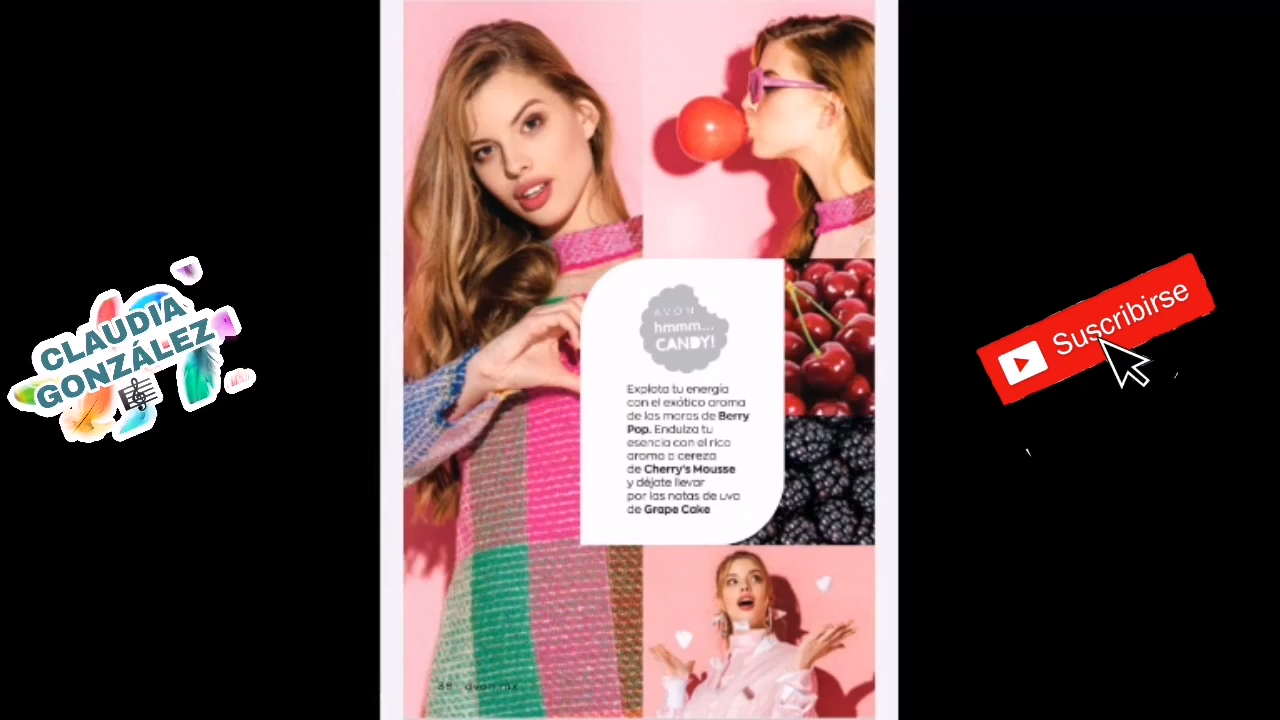 CLAUDIA
GONZÁLEZ
AVON
hmmm...
CANDY!
Explota tu energía
con el exótico aroma
de las moras de Berry
Pop. Endulza tu
esencia con el rico
aroma a cereza
de Cherry's Mousse
y déjate llevar
por las notas de uva
de Grape Cake
Suscribirse
avon.mx